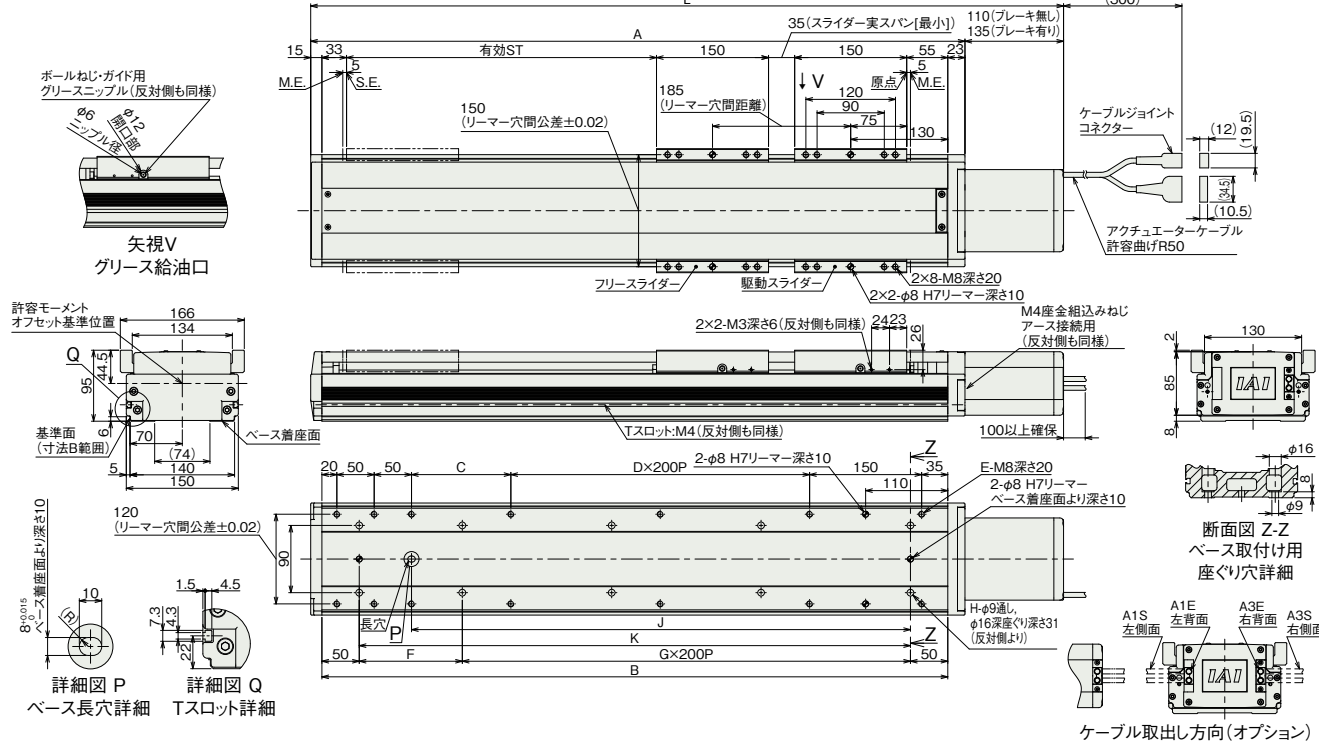 L
(300)
A
35(スライダー実スパン[最小])
110(ブレーキ無し)
135(ブレーキ有り)
15
33
有効ST
150
150
55
23
5
M.E.
S.E.
↓V
原点
5
M.E.
120
90
185
(リーマー穴間距離)
75
130
150
(リーマー穴間公差±0.02)
ボールねじ・ガイド用
グリースニップル(反対側も同様)
φ6
ニップル径
φ12
開口部
矢視V
グリース給油口
ケーブルジョイント
コネクター
(12)
(19.5)
(34.5)
(10.5)
アクチュエーターケーブル
許容曲げR50
フリースライダー
駆動スライダー
2×8-M8深さ20
2×2-φ8 H7リーマー深さ10
許容モーメント
オフセット基準位置
166
134
Q
95
44.5
6
基準面
(寸法B範囲)
70
(74)
ベース着座面
5
140
150
2×2-M3深さ6(反対側も同様)
24
23
26
M4座金組込みねじ
アース接続用
(反対側も同様)
Tスロット:M4(反対側も同様)
100以上確保
130
2
85
8
IAI
φ16
8
φ9
断面図 Z-Z
ベース取付け用
座ぐり穴詳細
20
50
50
C
D×200P
2-φ8 H7リーマー深さ10
150
35
110
Z
E-M8深さ20
2-φ8 H7リーマー
ベース着座面より深さ10
120
(リーマー穴間公差±0.02)
90
長穴
P
J
K
Z
H-φ9通し,
φ16深座ぐり深さ31
(反対側より)
50
F
G×200P
50
B
8+0.015 0 ベース着座面より深さ10
10
(R)
詳細図 P
ベース長穴詳細
1.5
4.5
7.3
4.3
22
詳細図 Q
Tスロット詳細
A1S
左側面
A1E
左背面
A3E
右背面
A3S
右側面
IAI
ケーブル取出し方向(オプション)